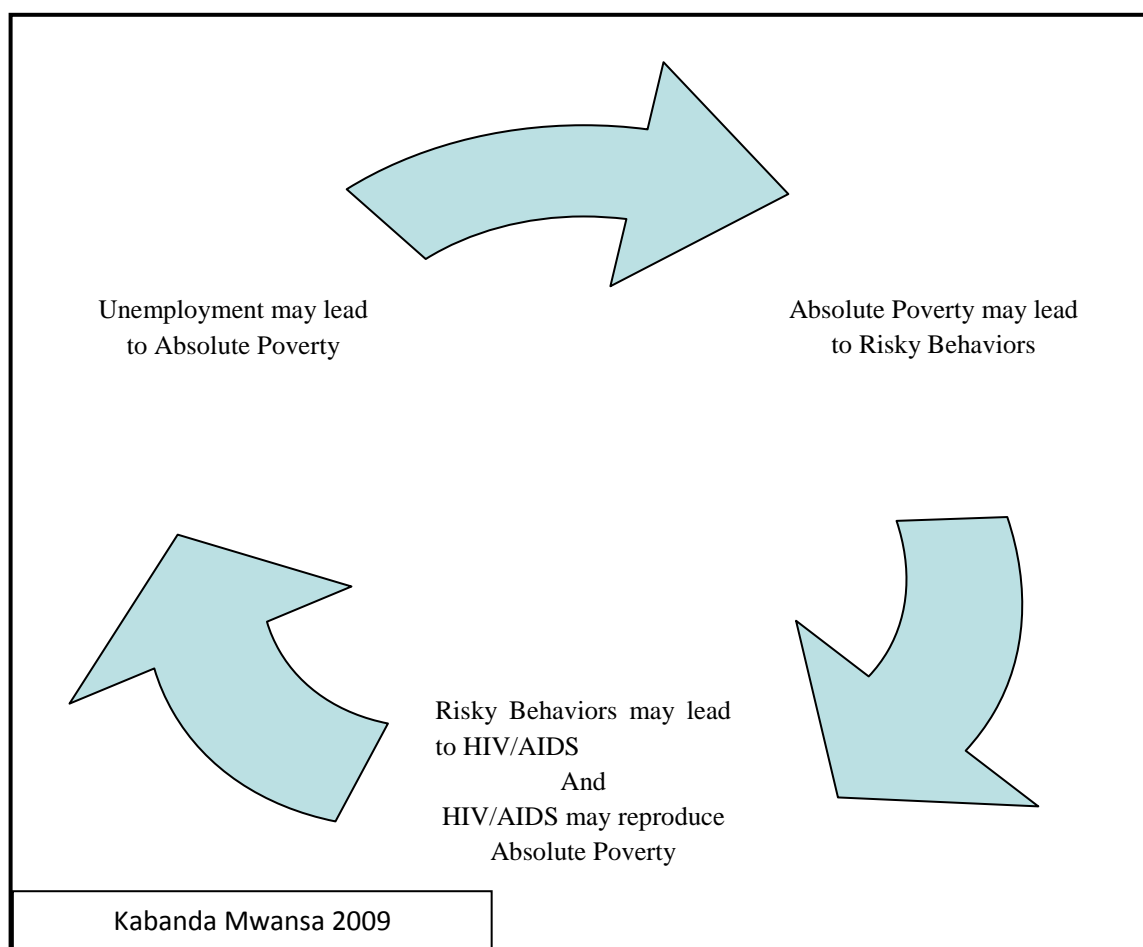 Unemployment may lead
to Absolute Poverty
Absolute Poverty may lead
to Risky Behaviors
Risky Behaviors may lead
to HIV/AIDS
And
HIV/AIDS may reproduce
Absolute Poverty
Kabanda Mwansa 2009